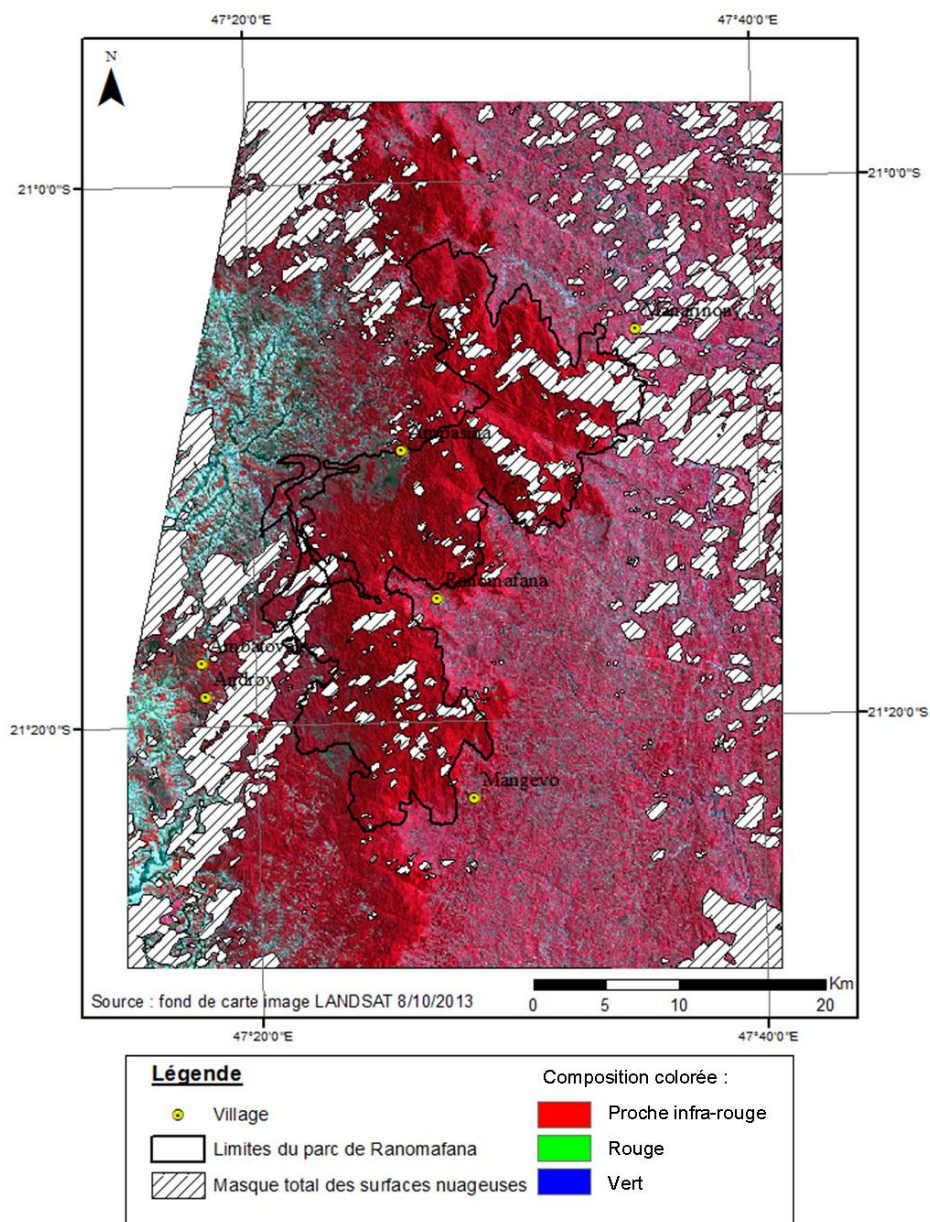 47°20'0"E
47°40'0"E
N
21°0'0"S
21°0'0"S
Ranomafana
Androy
21°20'0"S
21°20'0"S
Mangevo
Source : fond de carte image LANDSAT 8/10/2013
Km
0
5
10
20
47°20'0"E
47°40'0"E
Légende
Village
Limites du parc de Ranomafana
Masque total des surfaces nuageuses
Composition colorée :
Proche infra-rouge
Rouge
Vert